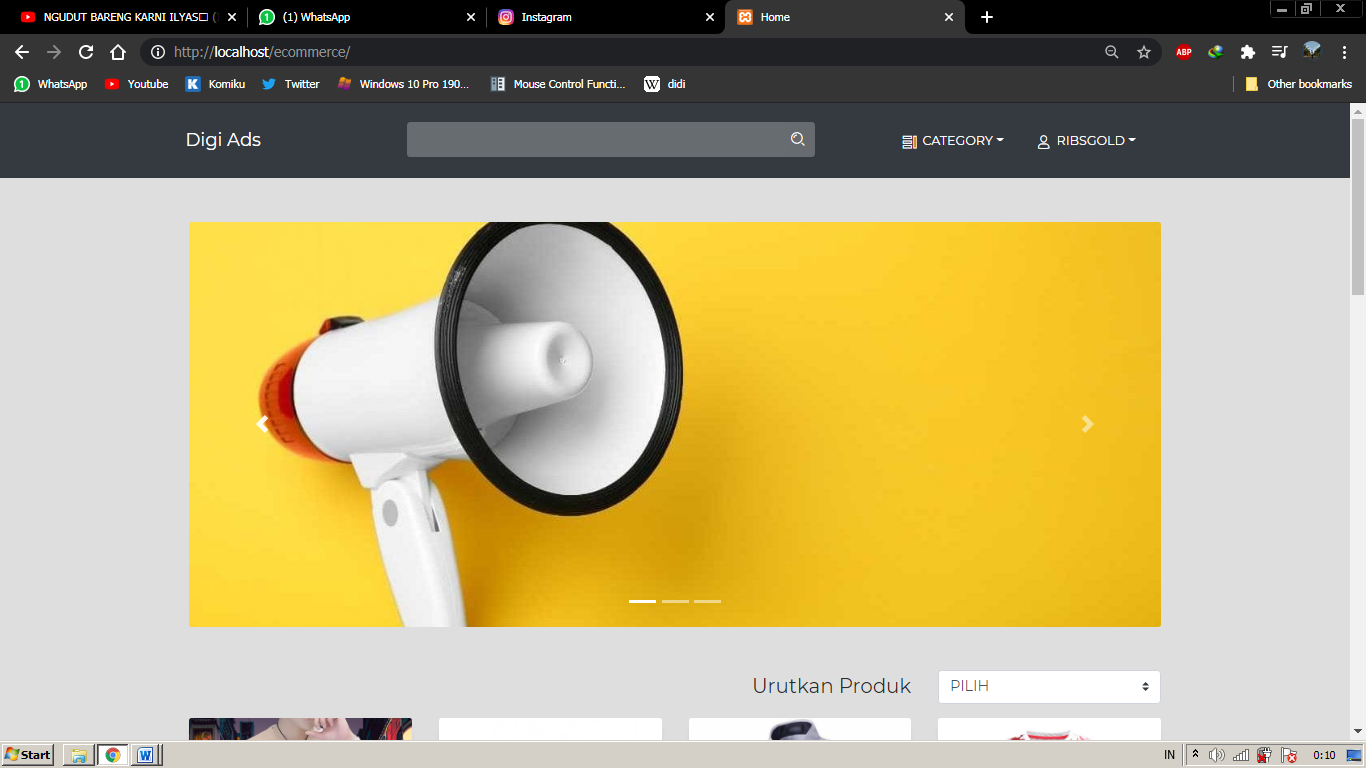 NGUDUT BARENG KARNI ILYAS
(1) WhatsApp
Instagram
Home
http://localhost/ecommerce/
ABP
WhatsApp
Youtube
Komiku
Twitter
Windows 10 Pro 190...
Mouse Control Functi...
didi
Other bookmarks
Digi Ads
CATEGORY
RIBSGOLD
Urutkan Produk
PILIH
Start
IN
0:10